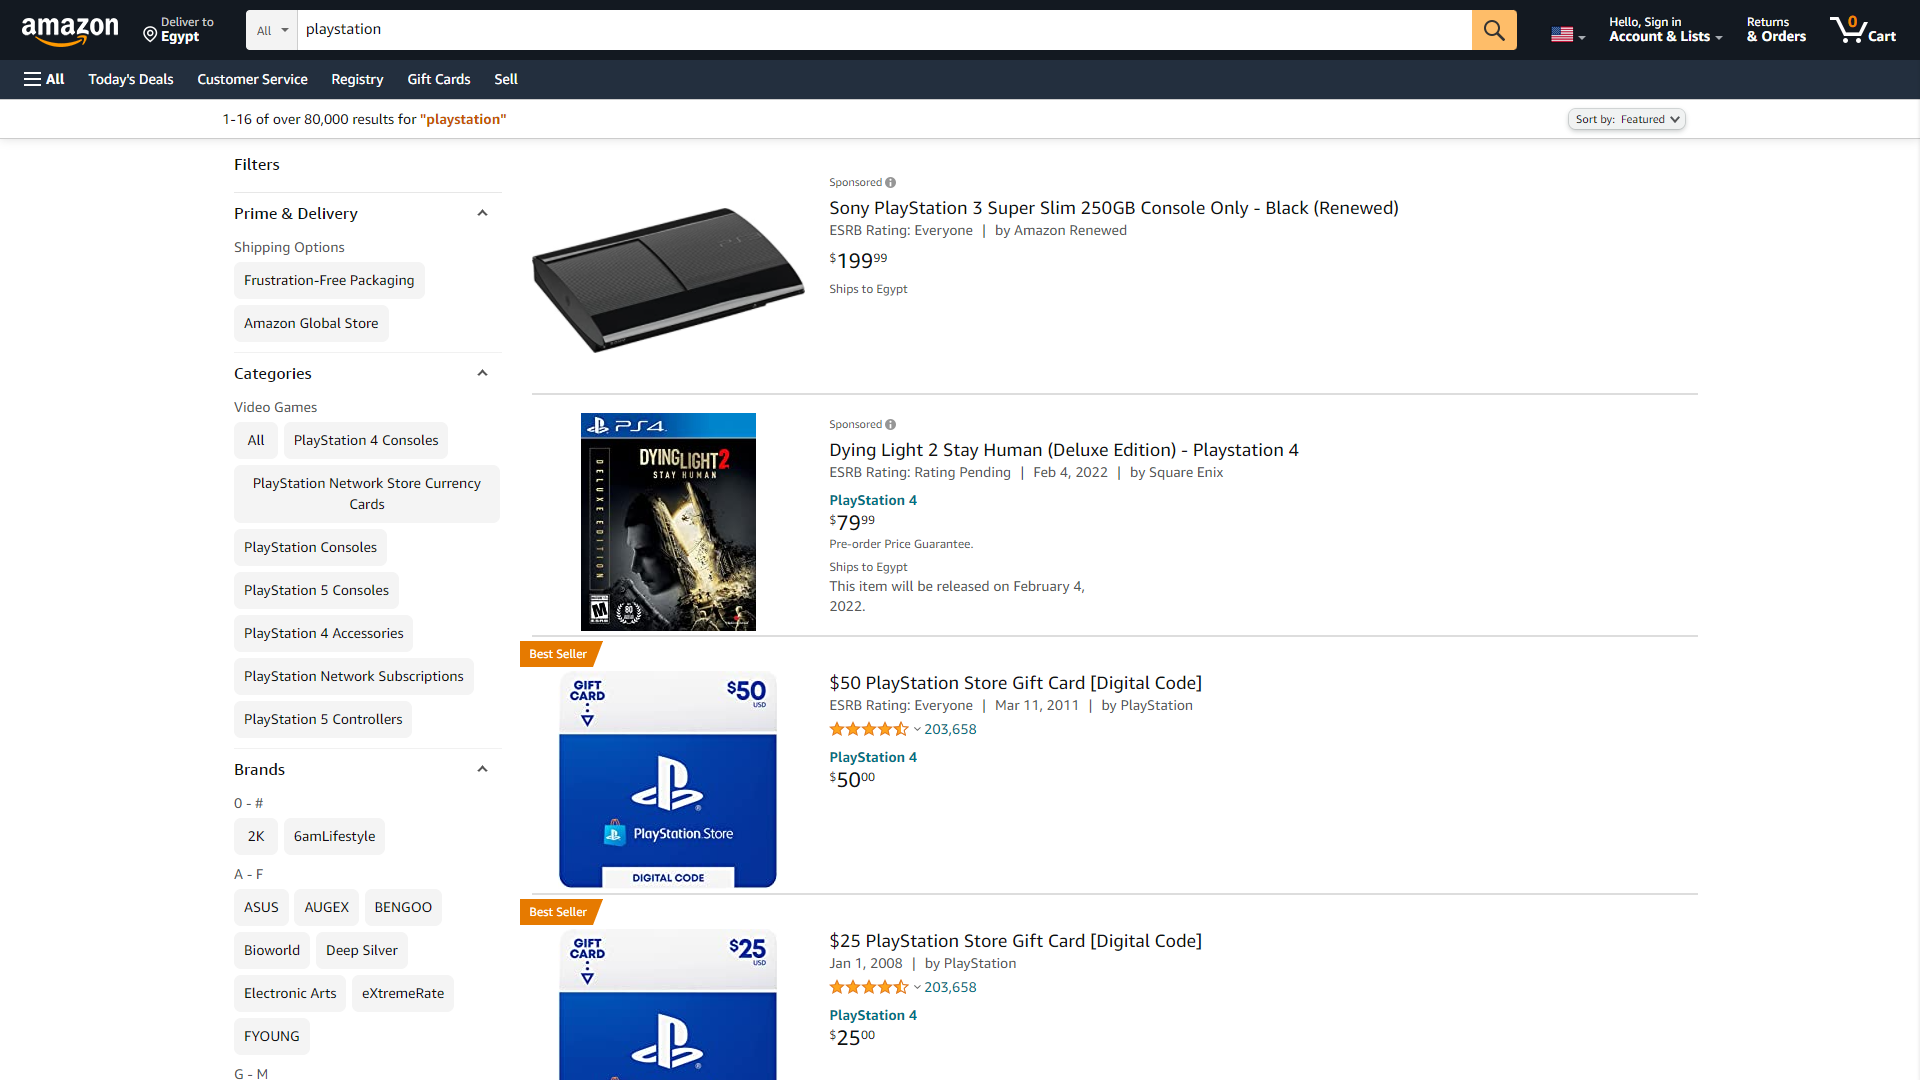 amazon
Deliver to
Egypt
All
playstation
Hello, Sign in
Account & Lists
Returns
& Orders
0
Cart
All
Today's Deals
Customer Service
Registry
Gift Cards
Sell
1-16 of over 80,000 results for "playstation"
Sort by: Featured
Filters
Prime & Delivery
Shipping Options
Frustration-Free Packaging
Amazon Global Store
Categories
Video Games
All
PlayStation 4 Consoles
PlayStation Network Store Currency
Cards
PlayStation Consoles
PlayStation 5 Consoles
PlayStation 4 Accessories
PlayStation Network Subscriptions
PlayStation 5 Controllers
Brands
0 - #
2K
6amLifestyle
A - F
ASUS
AUGEX
BENGOO
Bioworld
Deep Silver
Electronic Arts
eXtremeRate
FYOUNG
G - M
Sponsored
Sony PlayStation 3 Super Slim 250GB Console Only - Black (Renewed)
ESRB Rating: Everyone | by Amazon Renewed
$199 99
Ships to Egypt
PS4
DYING LIGHT 2
STAY HUMAN
DELUXE EDITION
M
80
Sponsored
Dying Light 2 Stay Human (Deluxe Edition) - Playstation 4
ESRB Rating: Rating Pending | Feb 4, 2022 | by Square Enix
PlayStation 4
$79 99
Pre-order Price Guarantee.
Ships to Egypt
This item will be released on February 4,
2022.
Best Seller
GIFT
CARD
$50
USD
PlayStation Store
DIGITAL CODE
$50 PlayStation Store Gift Card [Digital Code]
ESRB Rating: Everyone | Mar 11, 2011 | by PlayStation
203,658
PlayStation 4
$50 00
Best Seller
GIFT
CARD
$25
USD
$25 PlayStation Store Gift Card [Digital Code]
Jan 1, 2008 | by PlayStation
203,658
PlayStation 4
$25 00